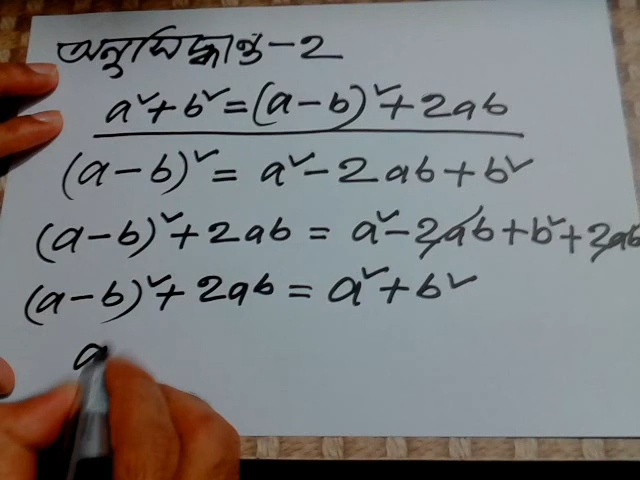 অনুসিদ্ধান্ত-2
a² + b² = (a - b)² + 2ab
(a - b)² = a² - 2ab + b²
(a - b)² + 2ab = a² - 2ab + b² + 2ab
(a - b)² + 2ab = a² + b²
a